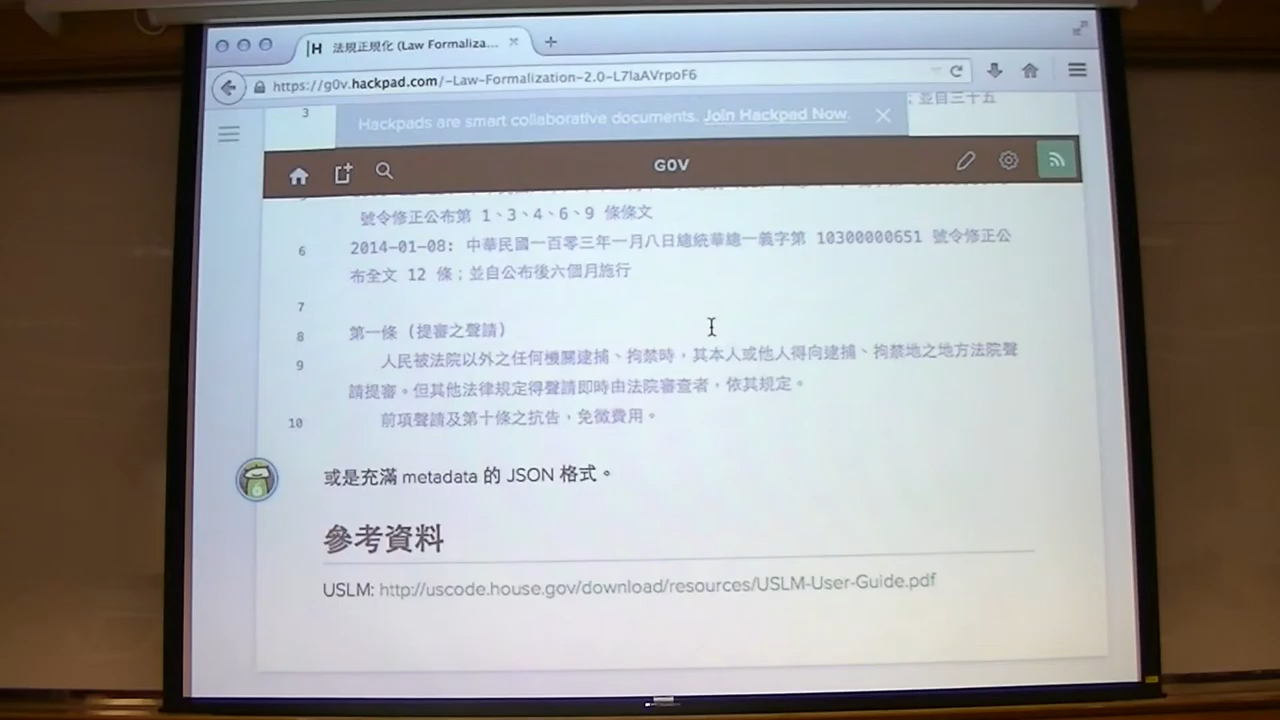 法規正規化 (Law Formaliza...
https://g0v.hackpad.com/-Law-Formalization-2.0-L7laAVrpoF6
；並自三十五
3
Hackpads are smart collaborative documents. Join Hackpad Now.
G0V
號令修正公布第 1、3、4、6、9 條條文
6 2014-01-08: 中華民國一百零三年一月八日總統華總一義字第 10300000651 號令修正公
布全文 12 條；並自公布後六個月施行
7
8 第一條 (提審之聲請)
9 人民被法院以外之任何機關逮捕、拘禁時，其本人或他人得向逮捕、拘禁地之地方法院聲
請提審。但其他法律規定得聲請即時由法院審查者，依其規定。
10 前項聲請及第十條之抗告，免徵費用。
或是充滿 metadata 的 JSON 格式。
參考資料
USLM: http://uscode.house.gov/download/resources/USLM-User-Guide.pdf